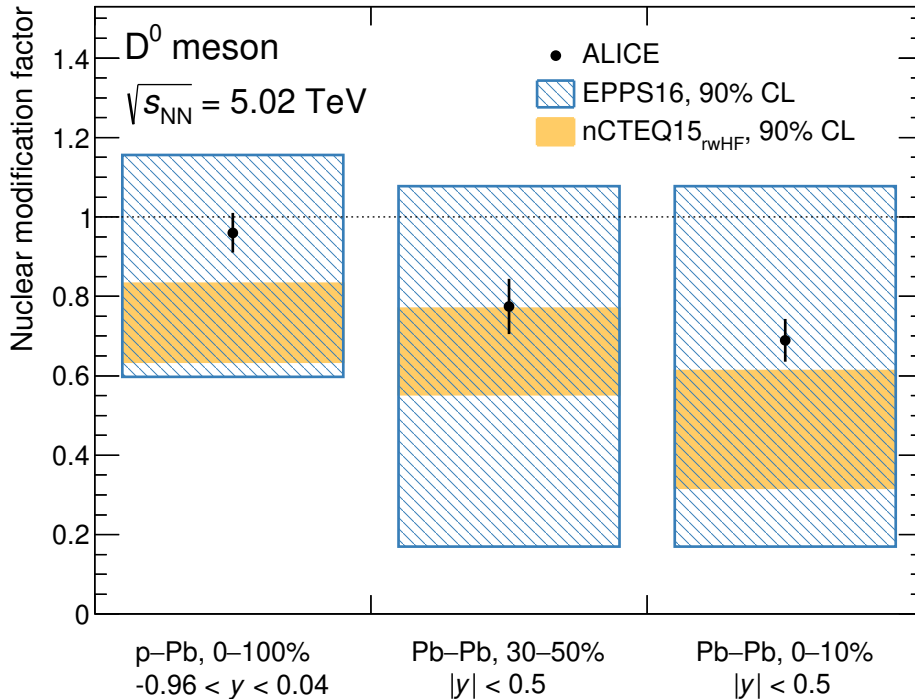 Nuclear modification factor
D⁰ meson
√s_NN = 5.02 TeV
ALICE
EPPS16, 90% CL
nCTEQ15_rwHF, 90% CL
1.4
1.2
1
0.8
0.6
0.4
0.2
0
p–Pb, 0–100%
-0.96 < y < 0.04
Pb–Pb, 30–50%
|y| < 0.5
Pb–Pb, 0–10%
|y| < 0.5